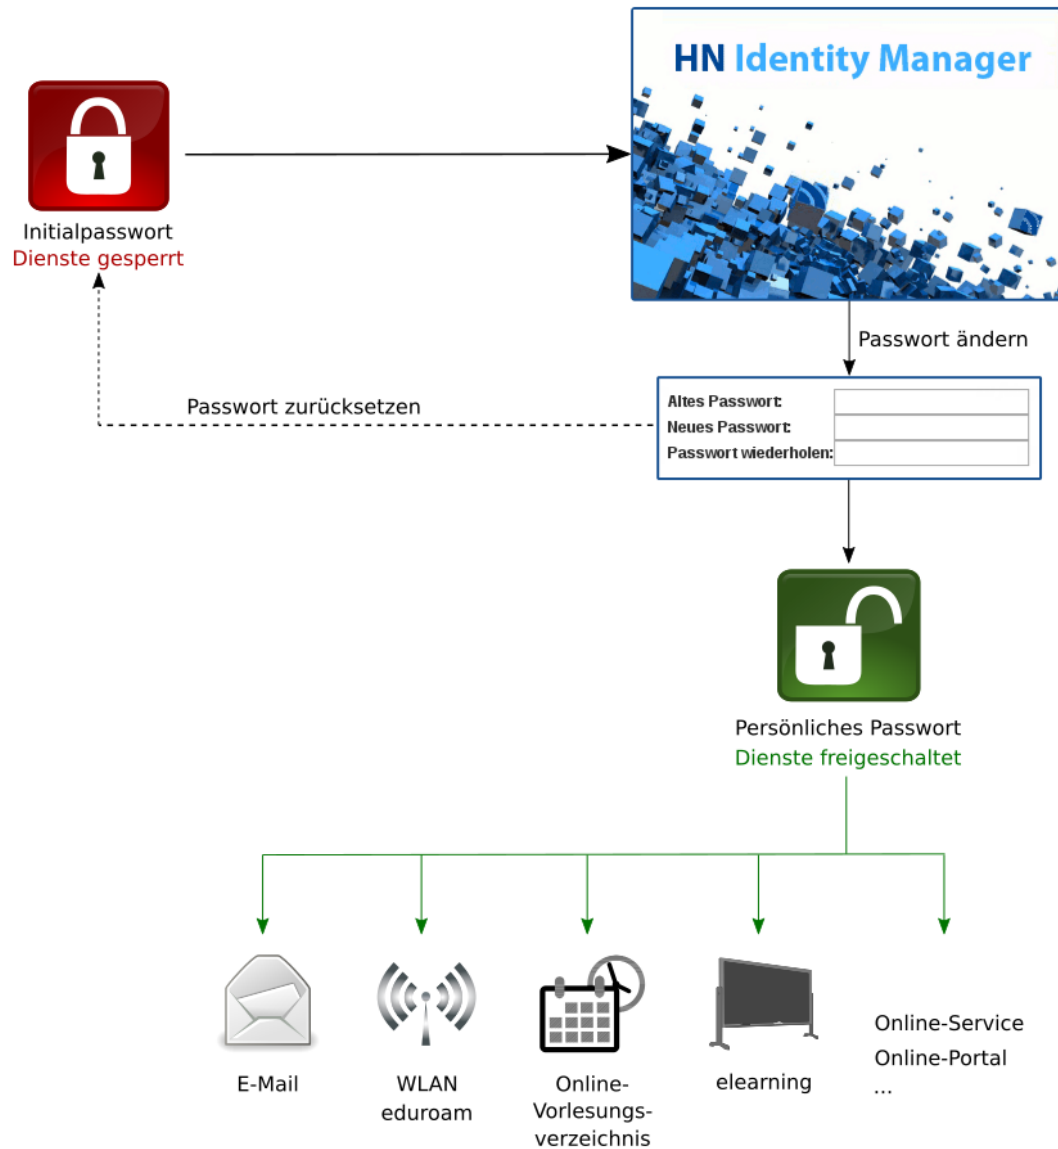 HN Identity Manager
Initialpasswort
Dienste gesperrt
Passwort ändern
Passwort zurücksetzen
Altes Passwort:
Neues Passwort:
Passwort wiederholen:
Persönliches Passwort
Dienste freigeschaltet
E-Mail
WLAN
eduroam
Online-
Vorlesungs-
verzeichnis
elearning
Online-Service
Online-Portal
...